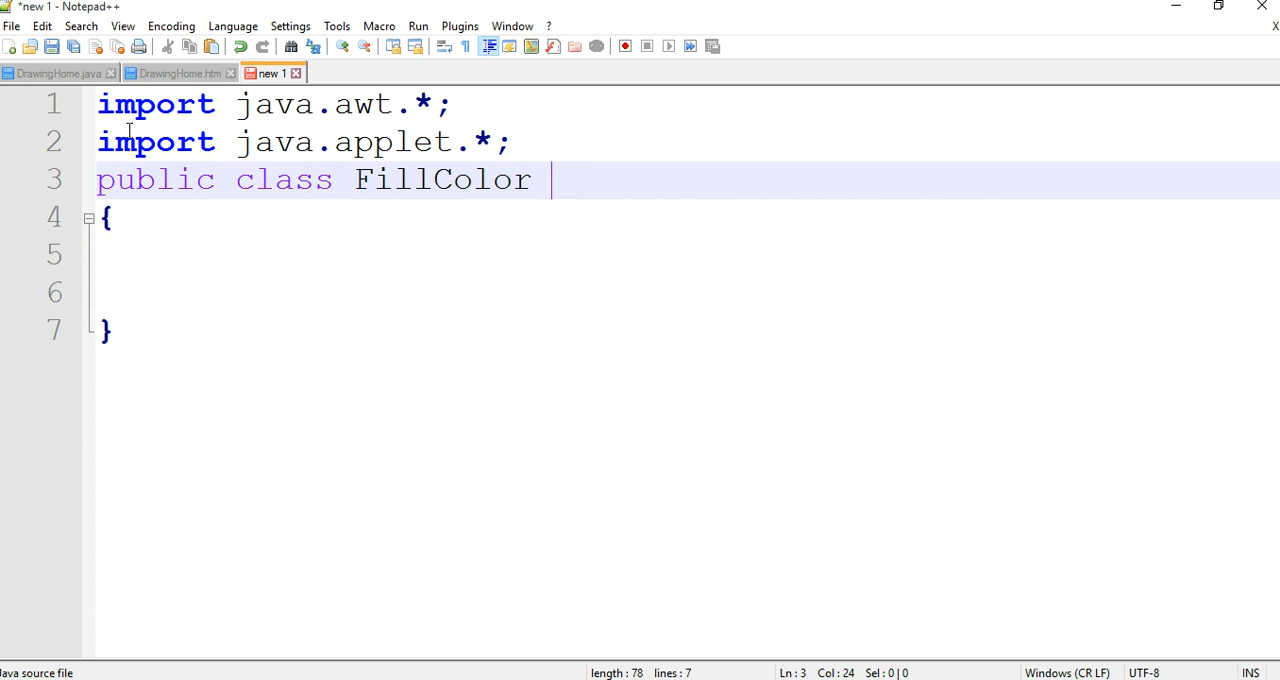 *new 1 - Notepad++
File Edit Search View Encoding Language Settings Tools Macro Run Plugins Window ? X
DrawingHome.java DrawingHome.htm new 1
1 import java.awt.*;
2 import java.applet.*;
3 public class FillColor
4 {
5
6
7 }
Java source file length : 78 lines : 7 Ln : 3 Col : 24 Sel : 0 | 0 Windows (CR LF) UTF-8 INS